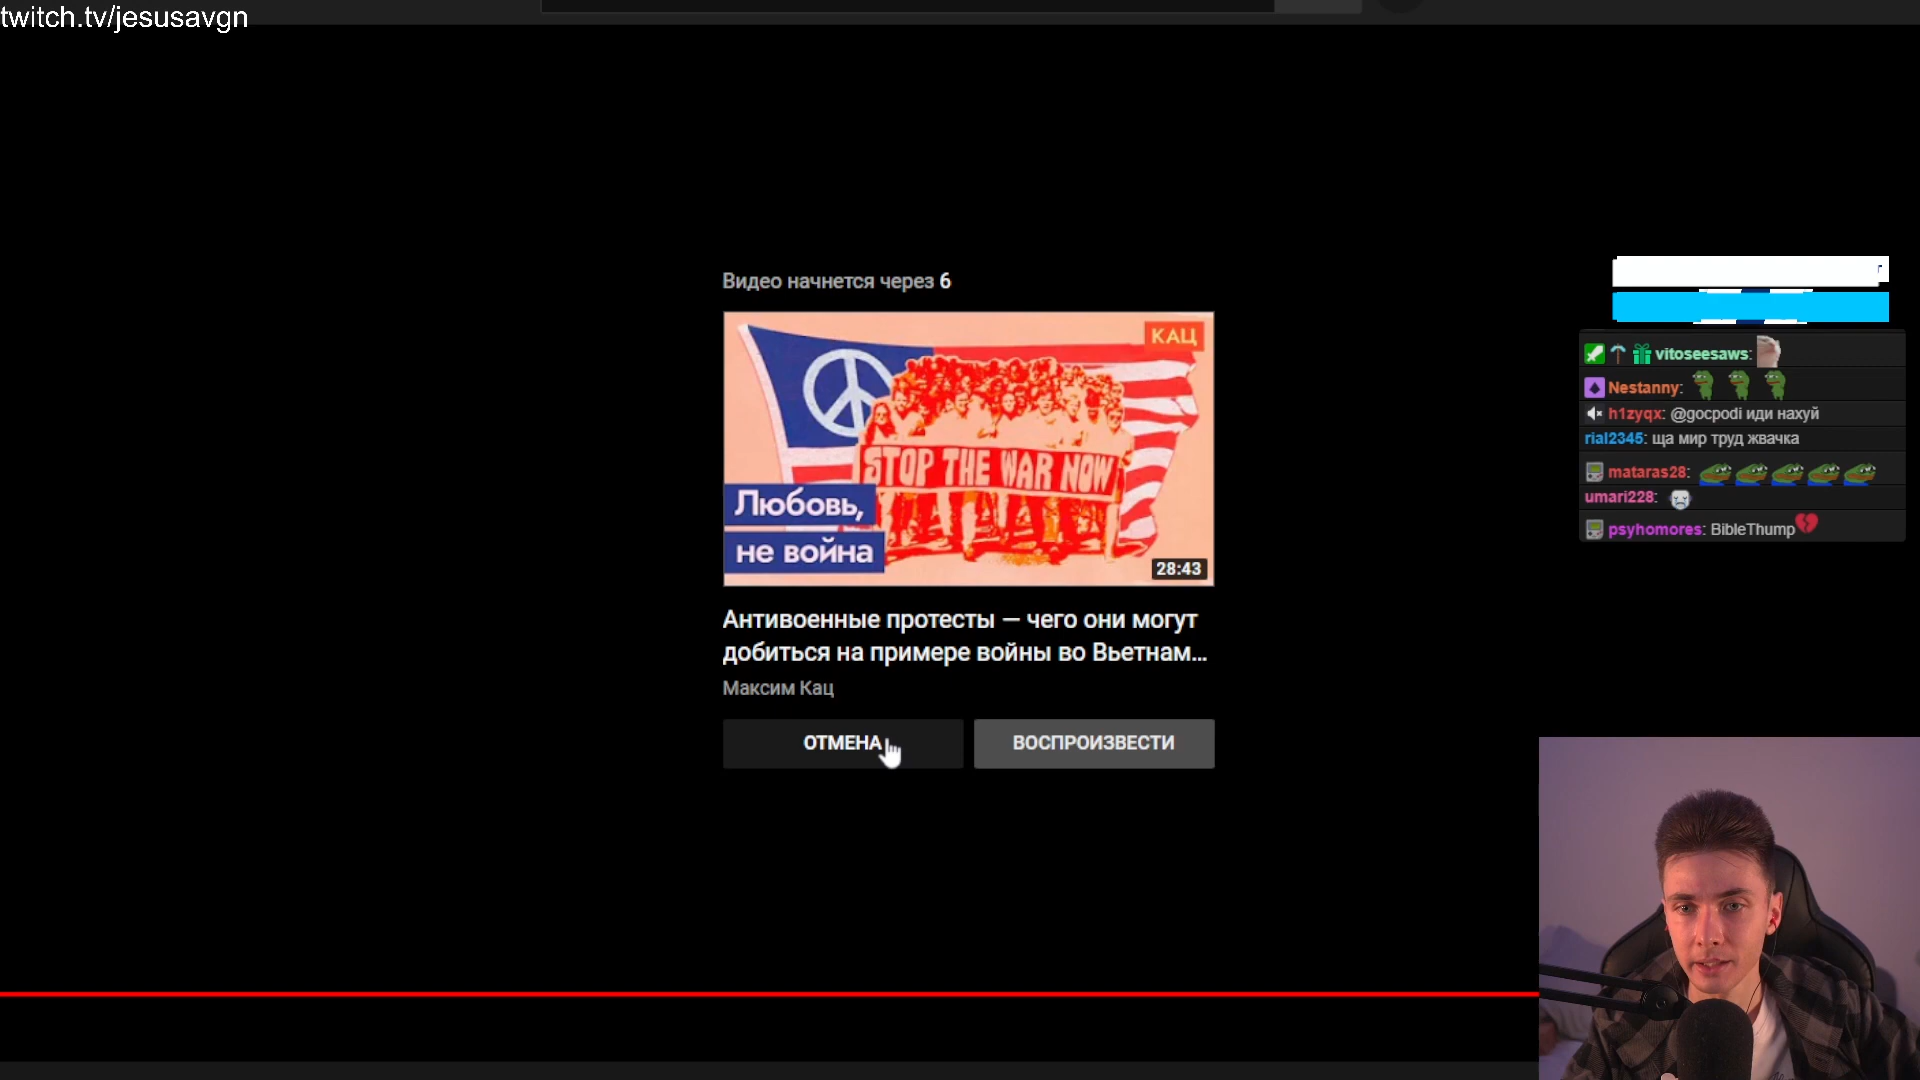 twitch.tv/jesusavgn
Видео начнется через 6
КАЦ
STOP THE WAR NOW
Любовь,
не война
28:43
Антивоенные протесты — чего они могут
добиться на примере войны во Вьетнам...
Максим Кац
ОТМЕНА
ВОСПРОИЗВЕСТИ
vitoseesaws:
Nestanny:
h1zyqx: @gocpodi иди нахуй
rial2345: ща мир труд жвачка
mataras28:
umari228:
psyhomores: BibleThump